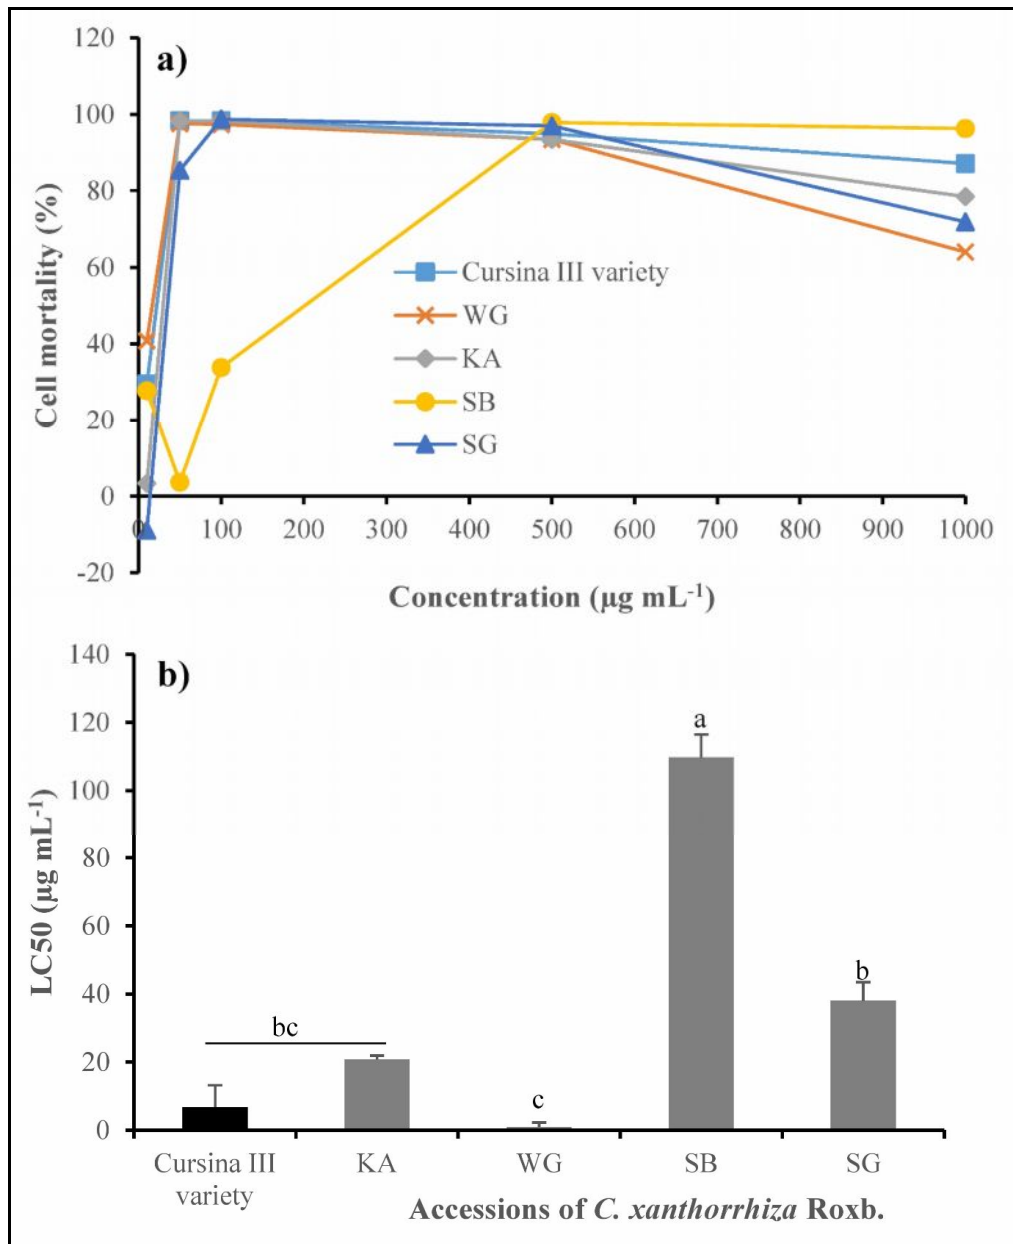 a)
120
100
80
60
40
20
0
-20
Cell mortality (%)
Cursina III variety
WG
KA
SB
SG
0 100 200 300 400 500 600 700 800 900 1000
Concentration (µg mL⁻¹)
b)
140
120
100
80
60
40
20
0
LC50 (µg mL⁻¹)
bc
c
a
b
Cursina III
variety
KA
WG
SB
SG
Accessions of C. xanthorrhiza Roxb.